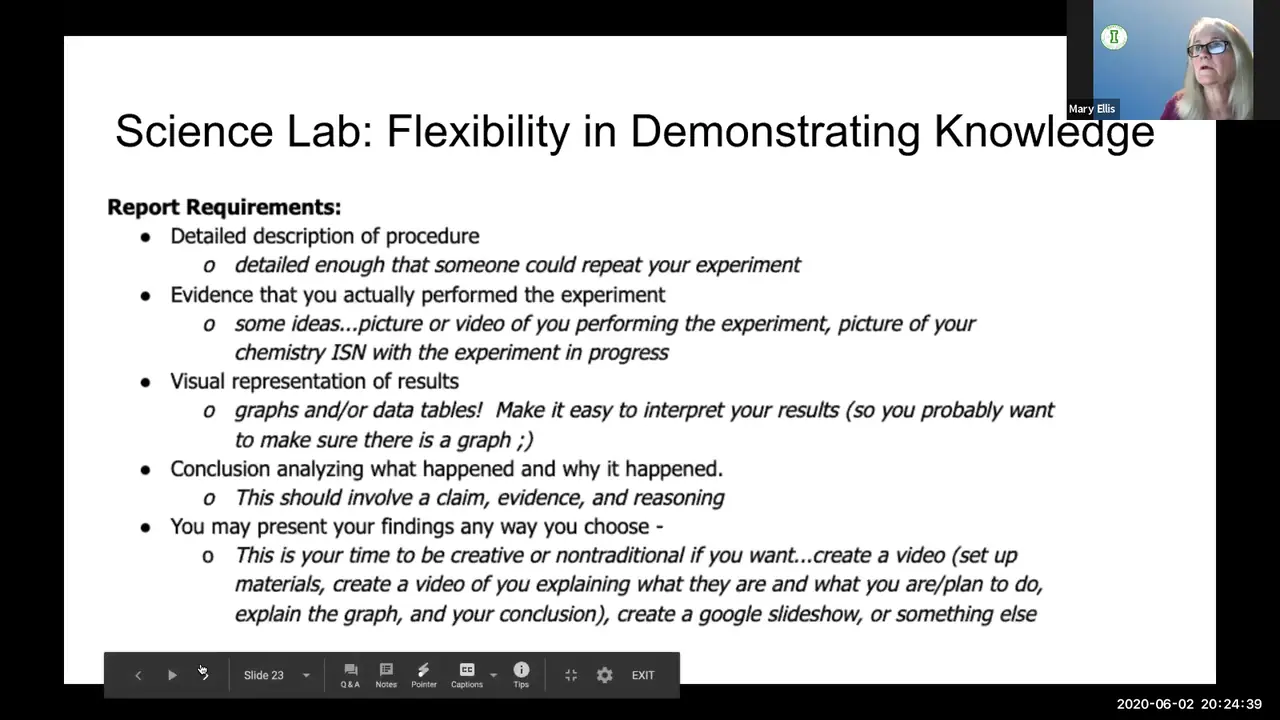 Mary Ellis
Science Lab: Flexibility in Demonstrating Knowledge
Report Requirements:
● Detailed description of procedure
o detailed enough that someone could repeat your experiment
● Evidence that you actually performed the experiment
o some ideas...picture or video of you performing the experiment, picture of your
chemistry ISN with the experiment in progress
● Visual representation of results
o graphs and/or data tables!  Make it easy to interpret your results (so you probably want
to make sure there is a graph ;)
● Conclusion analyzing what happened and why it happened.
o This should involve a claim, evidence, and reasoning
● You may present your findings any way you choose -
o This is your time to be creative or nontraditional if you want...create a video (set up
materials, create a video of you explaining what they are and what you are/plan to do,
explain the graph, and your conclusion), create a google slideshow, or something else
Slide 23
Q & A Notes Pointer Captions Tips EXIT
2020-06-02 20:24:39